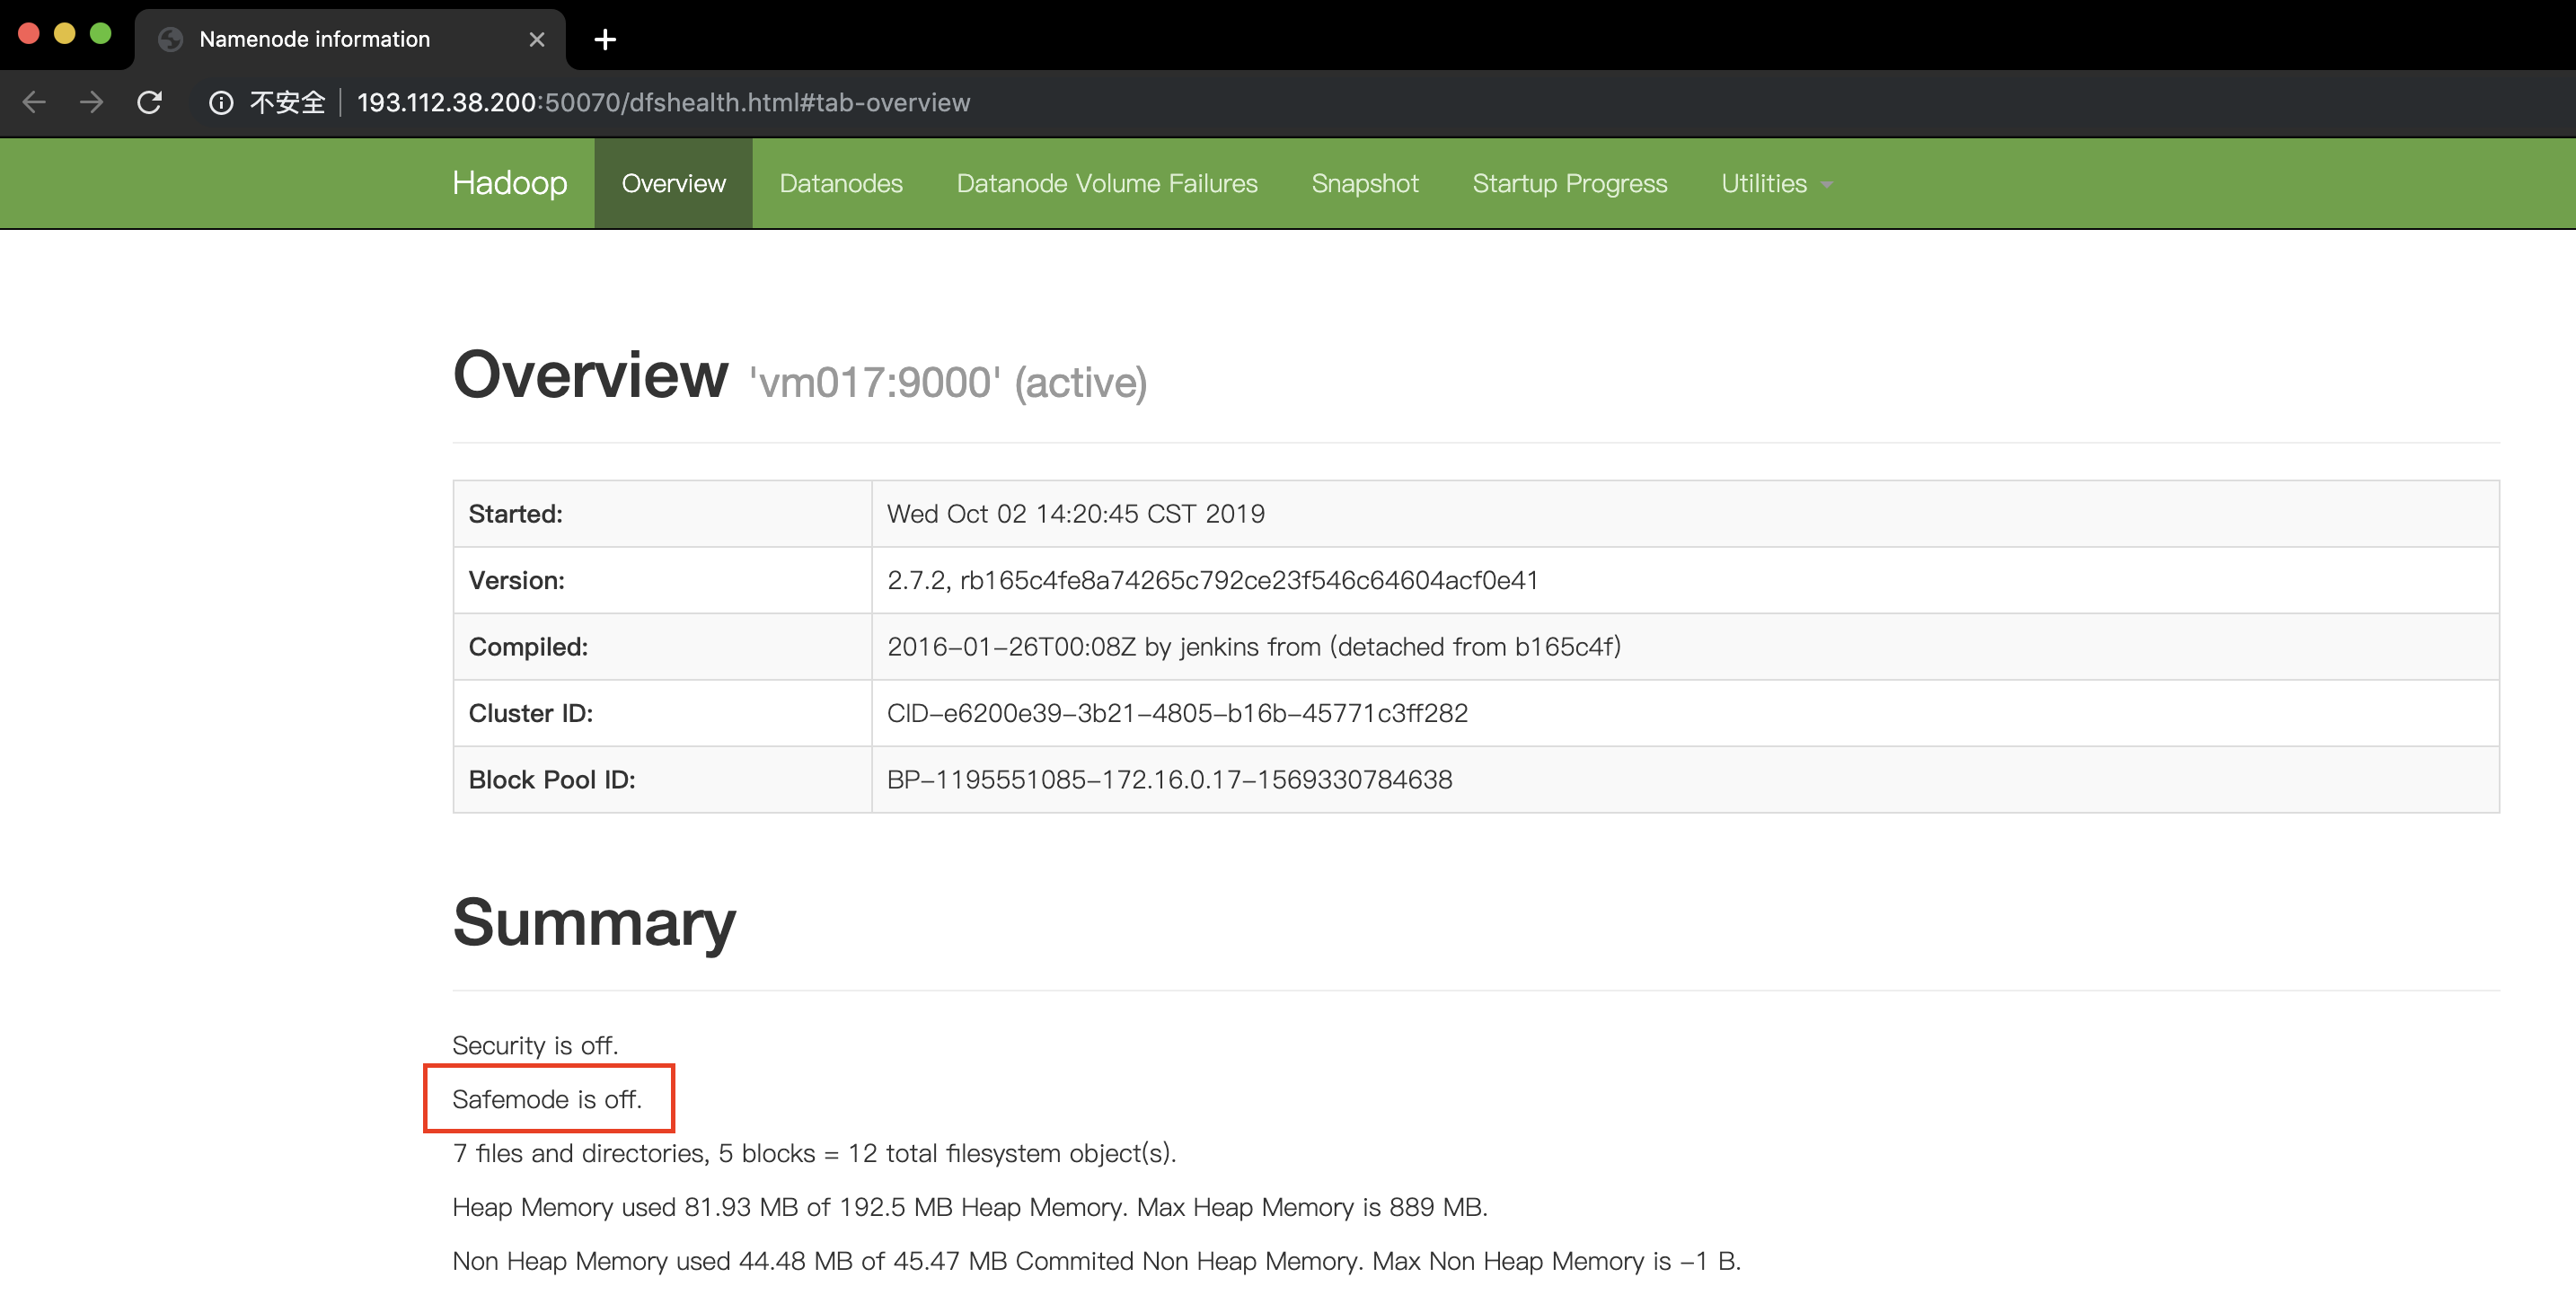 Namenode information
不安全 193.112.38.200:50070/dfshealth.html#tab-overview
Hadoop Overview Datanodes Datanode Volume Failures Snapshot Startup Progress Utilities
Overview 'vm017:9000' (active)
Started: Wed Oct 02 14:20:45 CST 2019
Version: 2.7.2, rb165c4fe8a74265c792ce23f546c64604acf0e41
Compiled: 2016-01-26T00:08Z by jenkins from (detached from b165c4f)
Cluster ID: CID-e6200e39-3b21-4805-b16b-45771c3ff282
Block Pool ID: BP-1195551085-172.16.0.17-1569330784638
Summary
Security is off.
Safemode is off.
7 files and directories, 5 blocks = 12 total filesystem object(s).
Heap Memory used 81.93 MB of 192.5 MB Heap Memory. Max Heap Memory is 889 MB.
Non Heap Memory used 44.48 MB of 45.47 MB Commited Non Heap Memory. Max Non Heap Memory is -1 B.